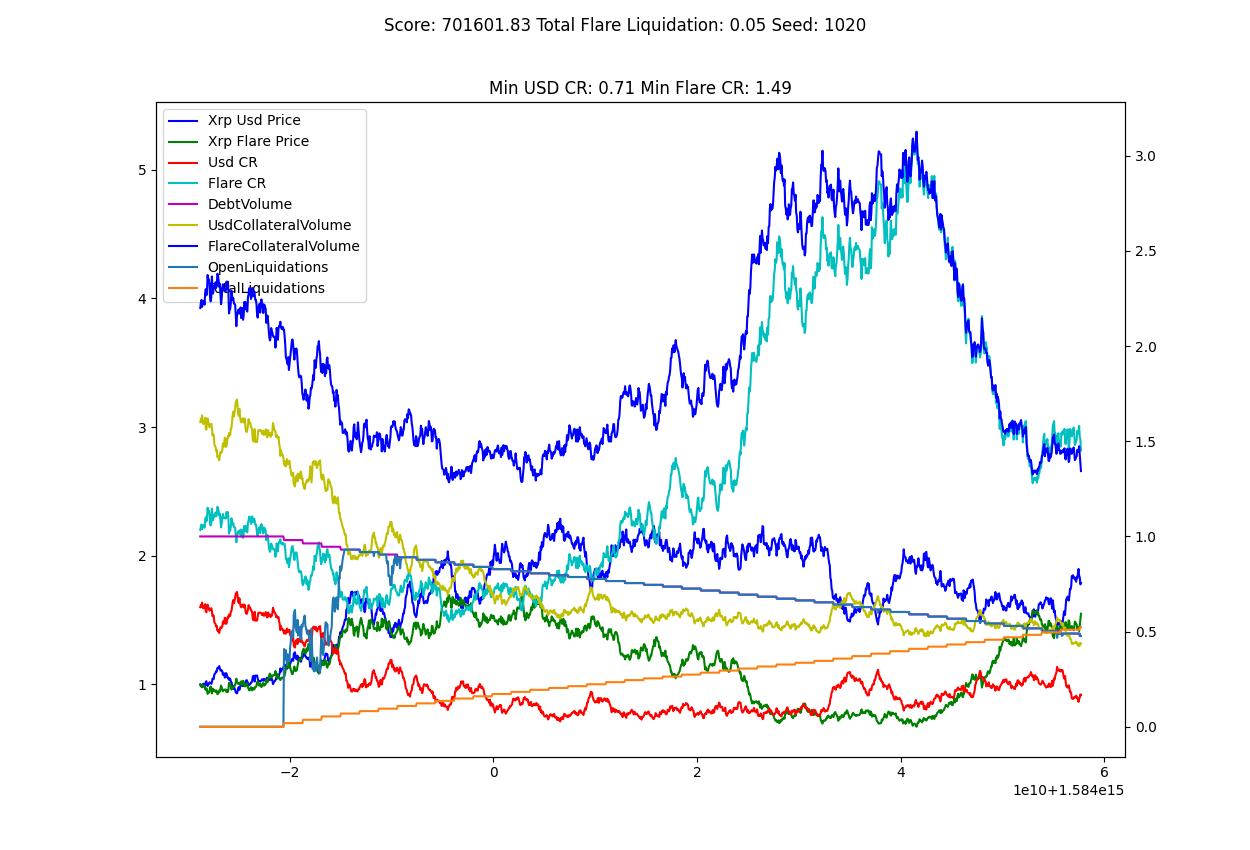 Score: 701601.83 Total Flare Liquidation: 0.05 Seed: 1020
Min USD CR: 0.71 Min Flare CR: 1.49
Xrp Usd Price
Xrp Flare Price
Usd CR
Flare CR
DebtVolume
UsdCollateralVolume
FlareCollateralVolume
OpenLiquidations
TotalLiquidations
5
4
3
2
1
3.0
2.5
2.0
1.5
1.0
0.5
0.0
−2 0 2 4 6
1e10+1.584e15